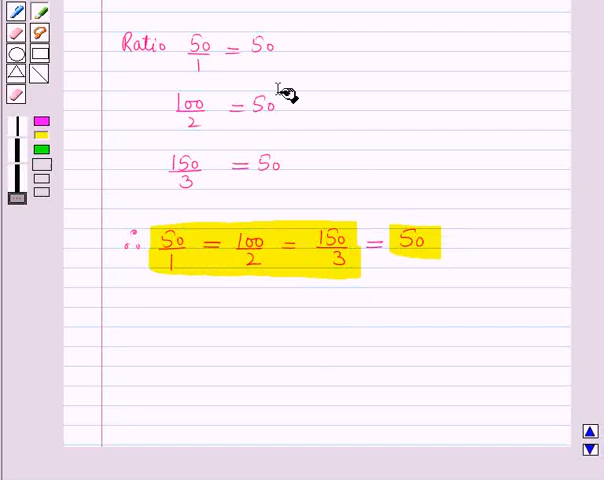 Ratio 50/1 = 50
100/2 = 50
150/3 = 50
∴ 50/1 = 100/2 = 150/3 = 50